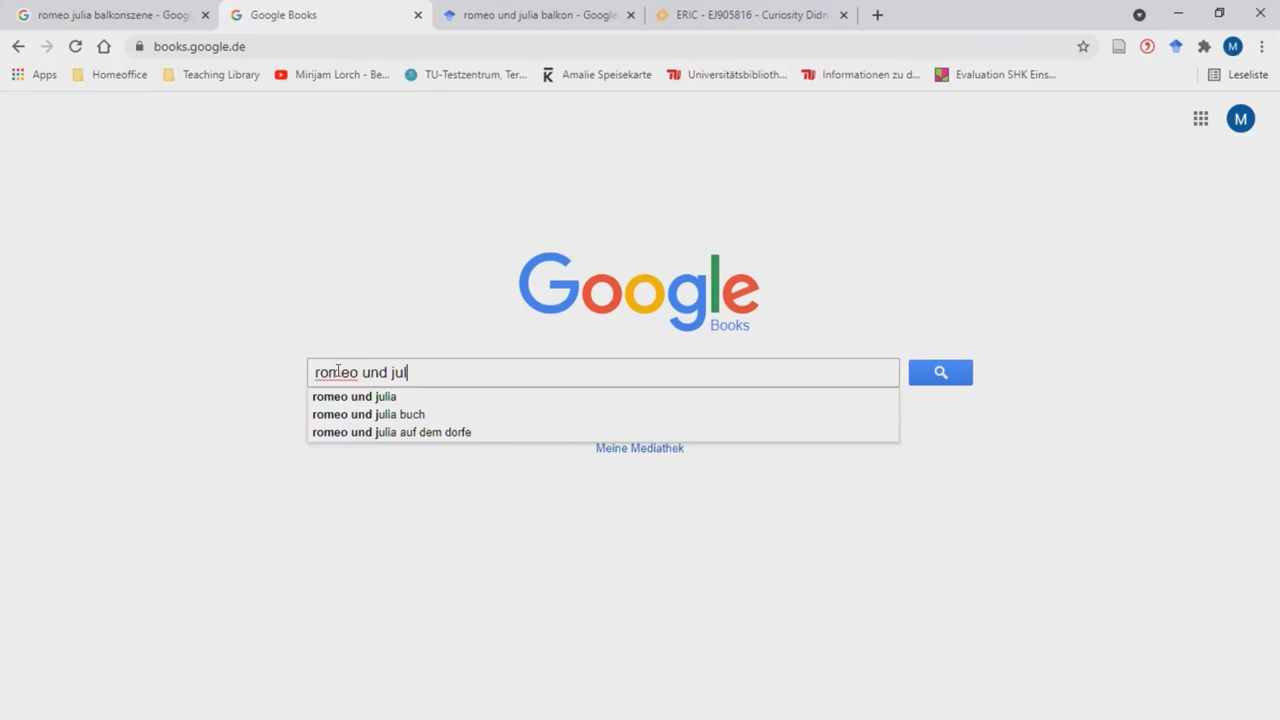 romeo julia balkonszene - Goog
Google Books
romeo und julia balkon - Google
ERIC - EJ905816 - Curiosity Didn
books.google.de
M
Apps
Homeoffice
Teaching Library
Mirjam Lorch - Be...
TU-Testzentrum, Ter...
Amalie Speisekarte
Universitätsbiblioth...
Informationen zu d...
Evaluation SHK Eins...
Leseliste
M
Google
Books
romeo und jul
romeo und julia
romeo und julia buch
romeo und julia auf dem dorfe
Meine Mediathek